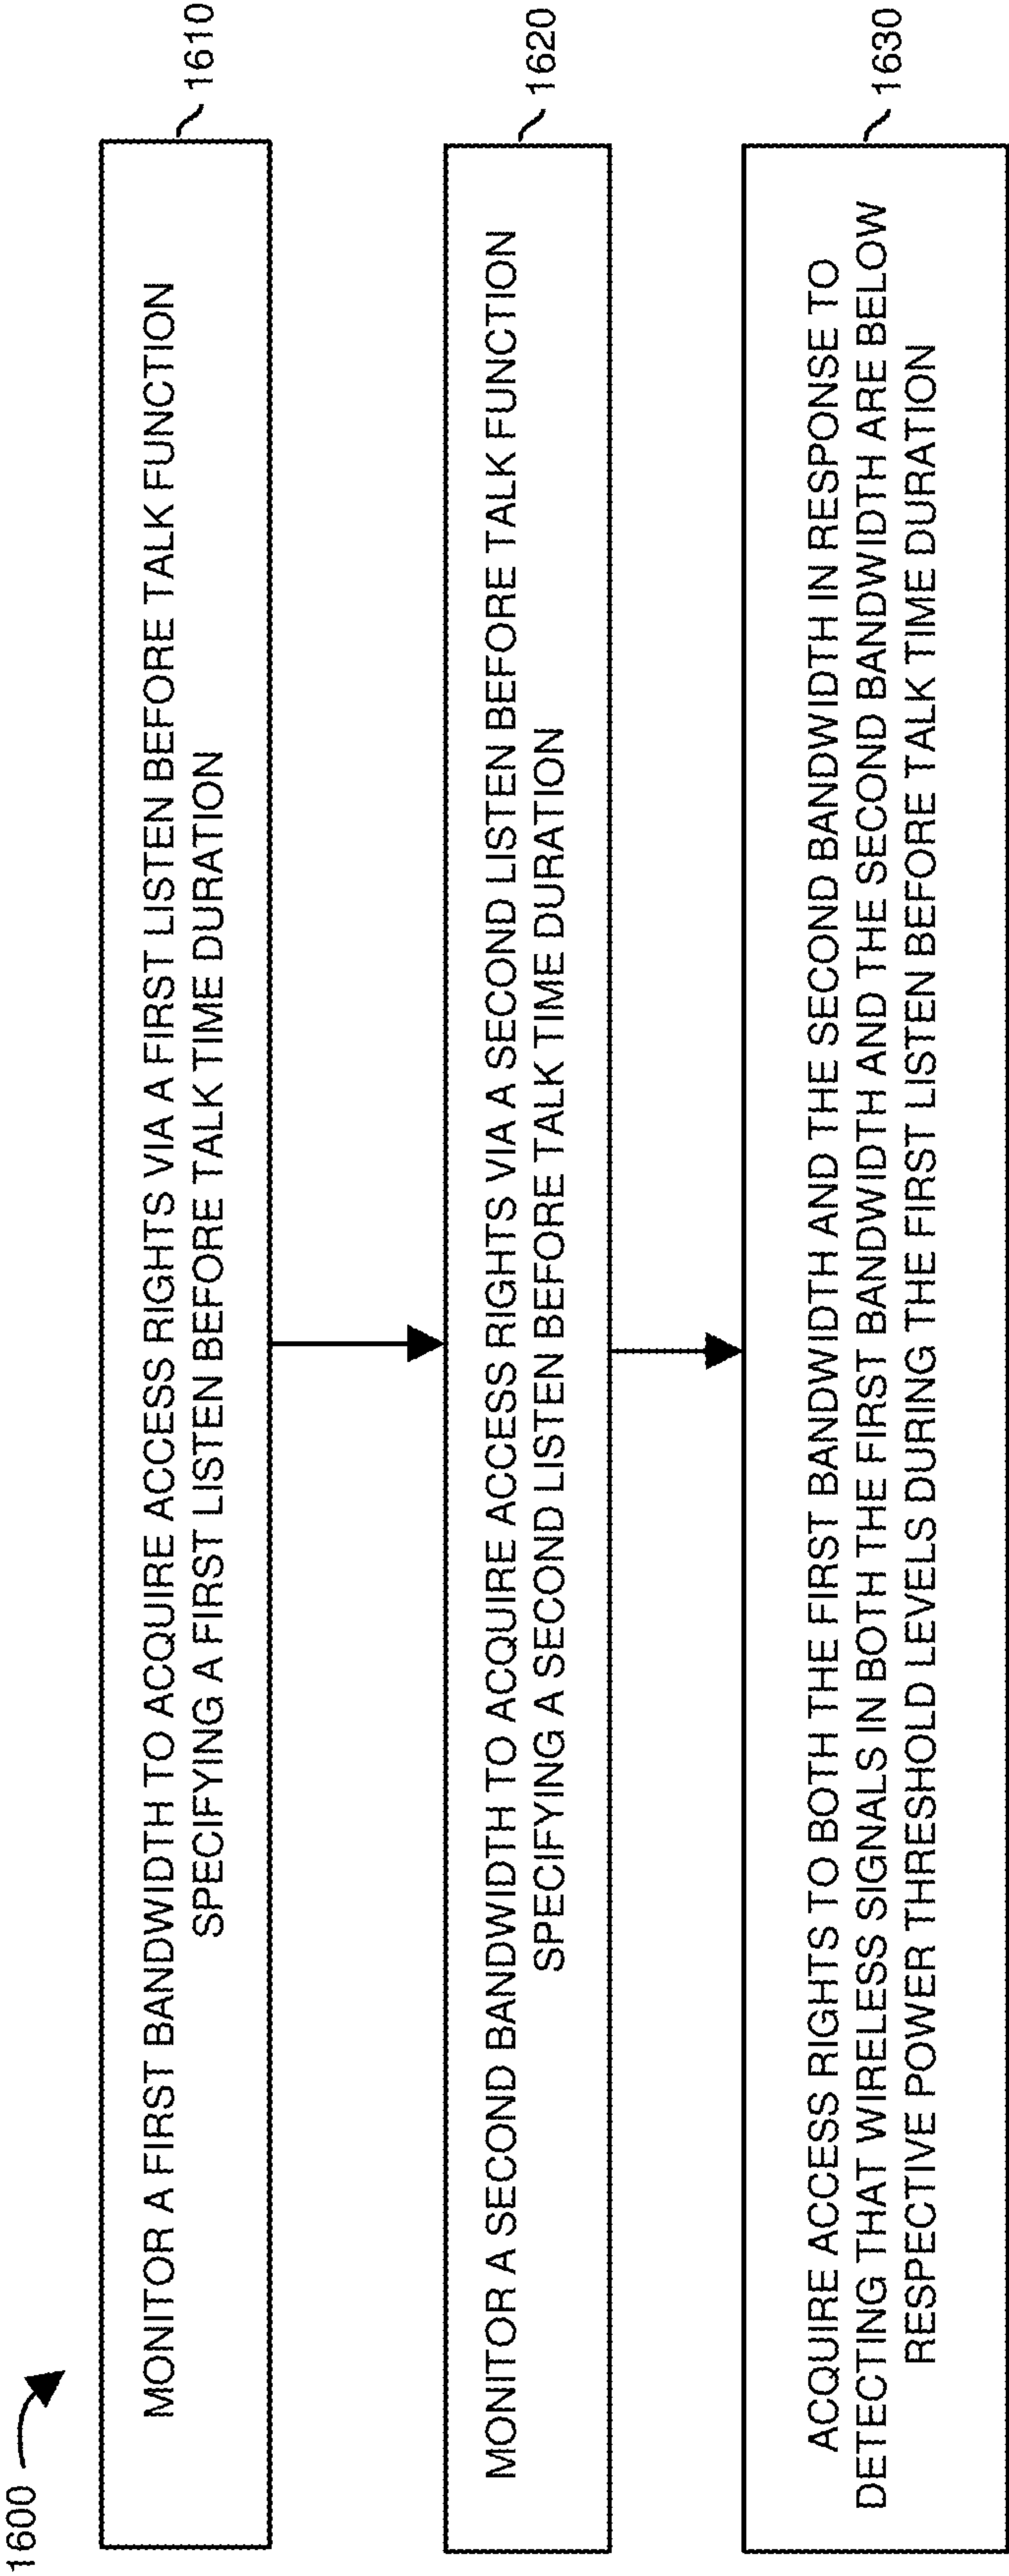 1600
MONITOR A FIRST BANDWIDTH TO ACQUIRE ACCESS RIGHTS VIA A FIRST LISTEN BEFORE TALK FUNCTION
SPECIFYING A FIRST LISTEN BEFORE TALK TIME DURATION
1610
MONITOR A SECOND BANDWIDTH TO ACQUIRE ACCESS RIGHTS VIA A SECOND LISTEN BEFORE TALK FUNCTION
SPECIFYING A SECOND LISTEN BEFORE TALK TIME DURATION
1620
ACQUIRE ACCESS RIGHTS TO BOTH THE FIRST BANDWIDTH AND THE SECOND BANDWIDTH IN RESPONSE TO
DETECTING THAT WIRELESS SIGNALS IN BOTH THE FIRST BANDWIDTH AND THE SECOND BANDWIDTH ARE BELOW
RESPECTIVE POWER THRESHOLD LEVELS DURING THE FIRST LISTEN BEFORE TALK TIME DURATION
1630